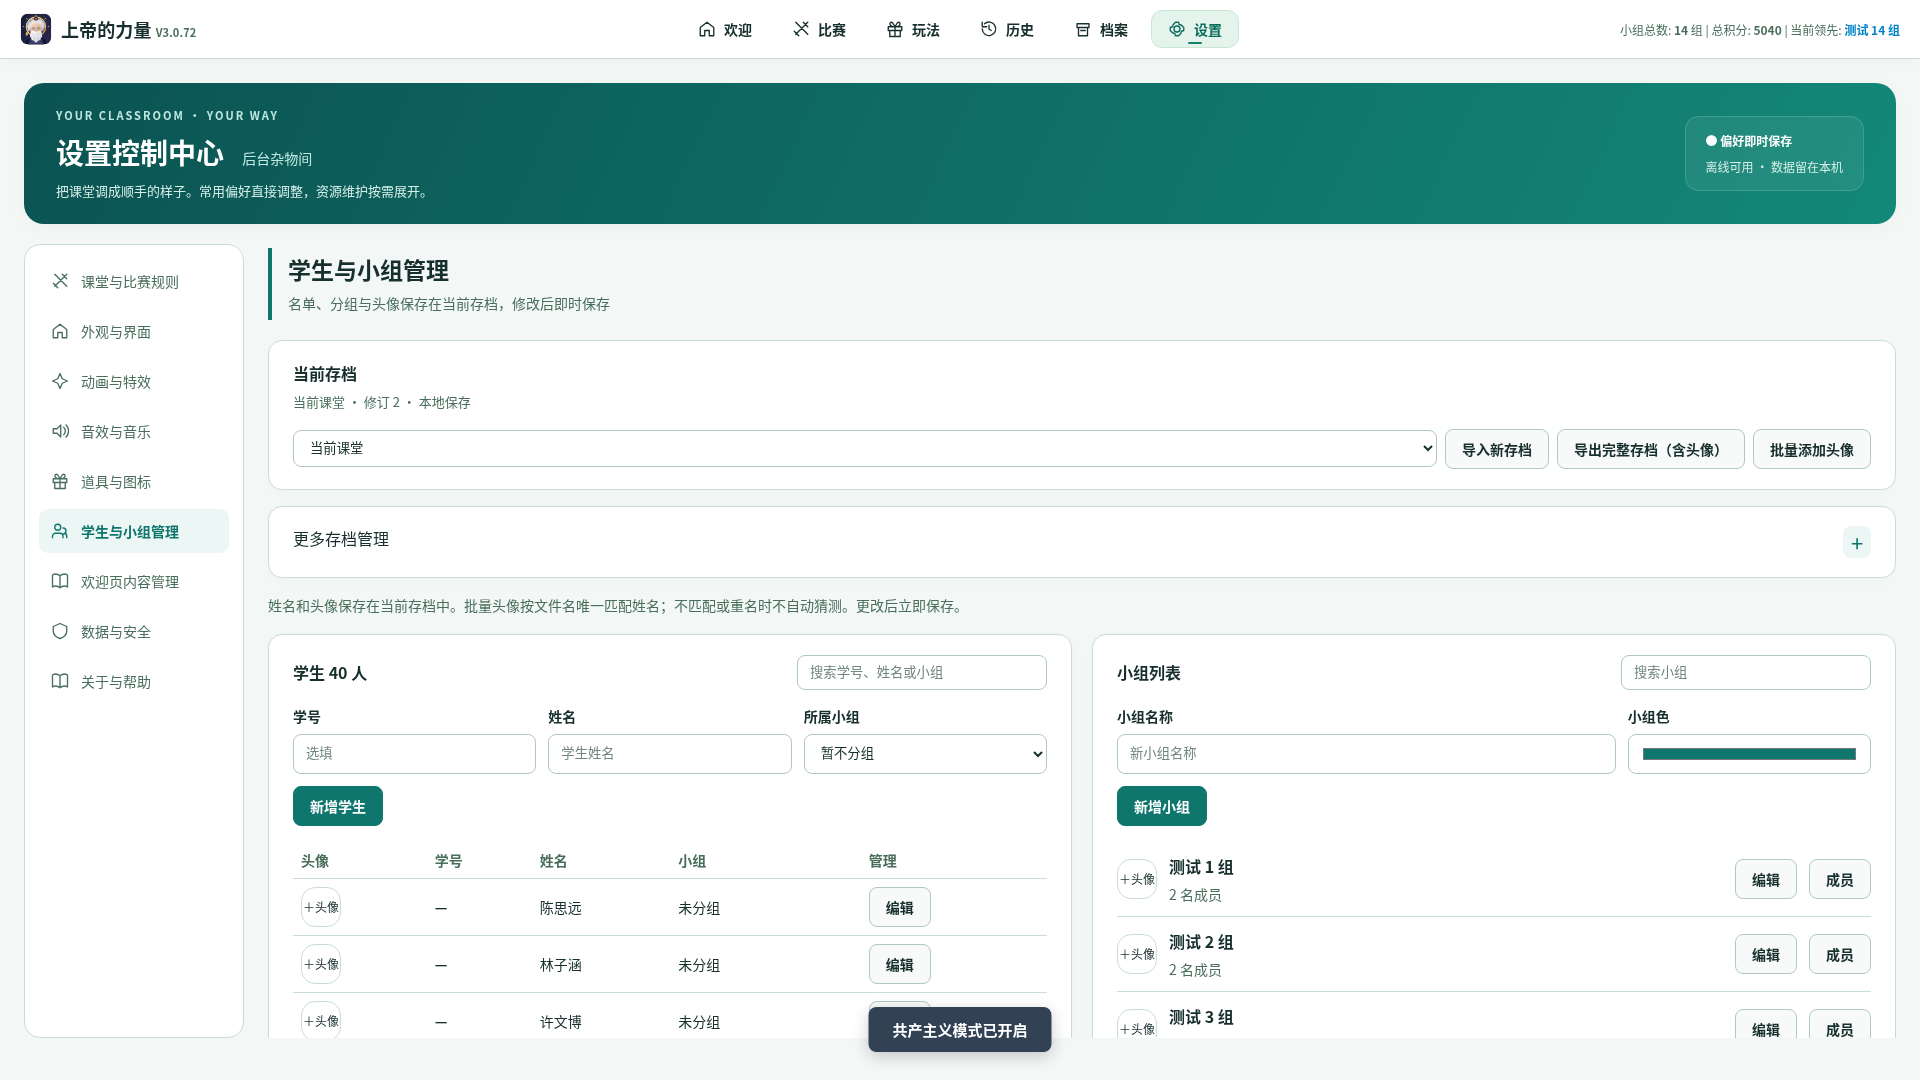 上帝的力量 V3.0.72
欢迎
比赛
玩法
历史
档案
设置
小组总数: 14 组 | 总积分: 5040 | 当前领先: 测试 14 组
YOUR CLASSROOM · YOUR WAY
设置控制中心 后台杂物间
把课堂调成顺手的样子。常用偏好直接调整，资源维护按需展开。
偏好即时保存
离线可用 · 数据留在本机
课堂与比赛规则
外观与界面
动画与特效
音效与音乐
道具与图标
学生与小组管理
欢迎页内容管理
数据与安全
关于与帮助
学生与小组管理
名单、分组与头像保存在当前存档，修改后即时保存
当前存档
当前课堂 · 修订 2 · 本地保存
当前课堂
导入新存档
导出完整存档（含头像）
批量添加头像
更多存档管理
+
姓名和头像保存在当前存档中。批量头像按文件名唯一匹配姓名；不匹配或重名时不自动猜测。更改后立即保存。
学生 40 人
搜索学号、姓名或小组
学号 姓名 所属小组
选填 学生姓名 暂不分组
新增学生
头像 学号 姓名 小组 管理
+头像 — 陈思远 未分组 编辑
+头像 — 林子涵 未分组 编辑
+头像 — 许文博 未分组
小组列表
搜索小组
小组名称 小组色
新小组名称
新增小组
+头像 测试 1 组 编辑 成员
2 名成员
+头像 测试 2 组 编辑 成员
2 名成员
+头像 测试 3 组 编辑 成员
共产主义模式已开启